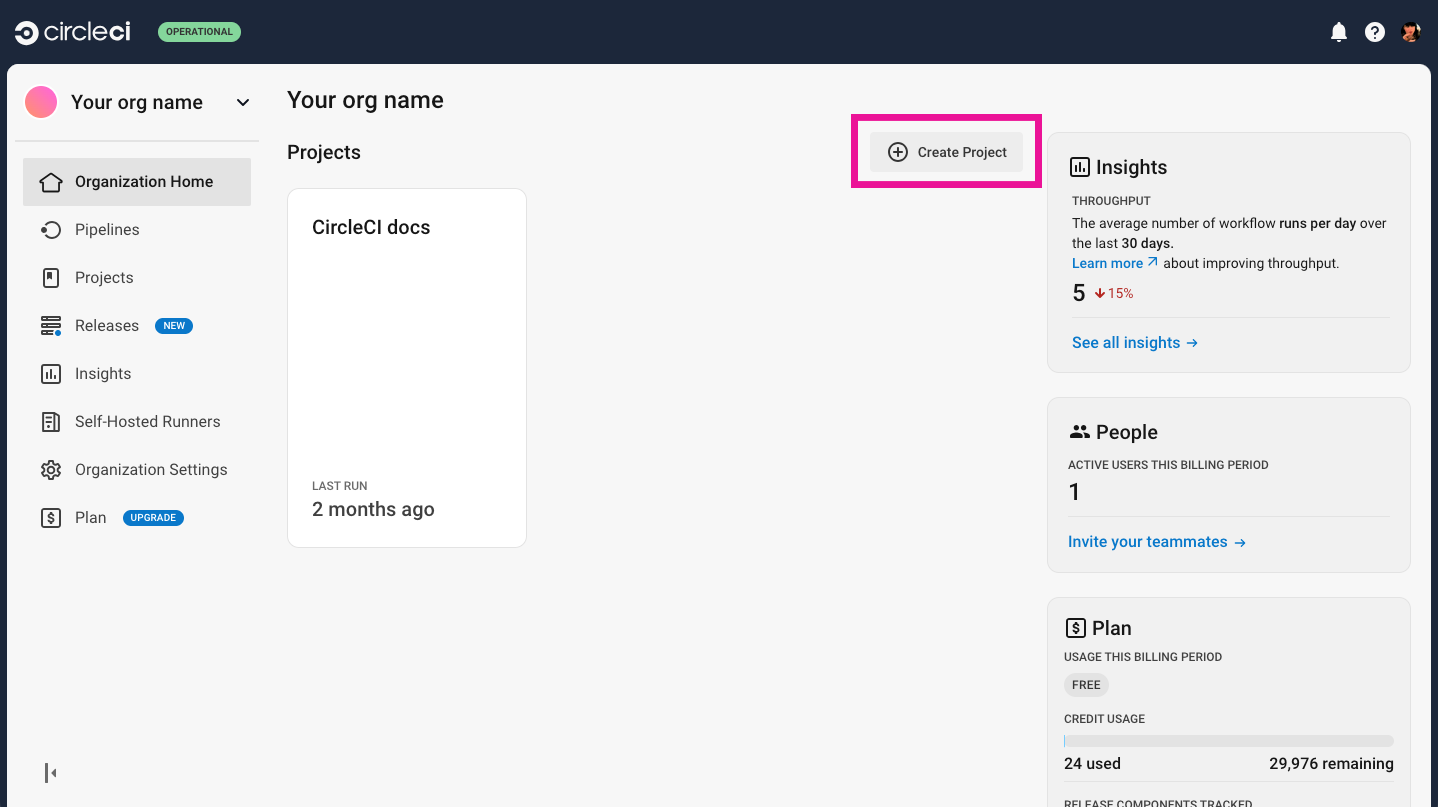 circleci
OPERATIONAL
Your org name
Organization Home
Pipelines
Projects
Releases NEW
Insights
Self-Hosted Runners
Organization Settings
Plan UPGRADE
Your org name
Projects
Create Project
CircleCI docs
LAST RUN
2 months ago
Insights
THROUGHPUT
The average number of workflow runs per day over
the last 30 days.
Learn more about improving throughput.
5 15%
See all insights
People
ACTIVE USERS THIS BILLING PERIOD
1
Invite your teammates
Plan
USAGE THIS BILLING PERIOD
FREE
CREDIT USAGE
24 used 29,976 remaining
RELEASE COMPONENTS TRACKED